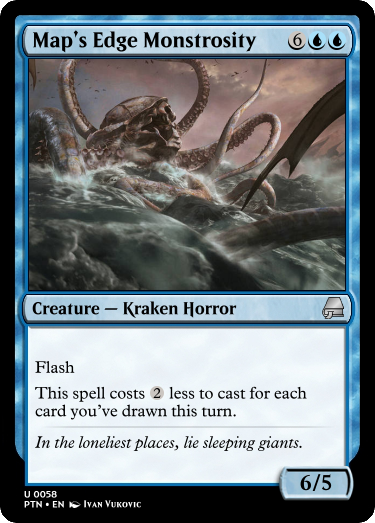 Map's Edge Monstrosity 6
Creature — Kraken Horror
Flash
This spell costs 2 less to cast for each
card you've drawn this turn.
In the loneliest places, lie sleeping giants.
6/5
U 0058
PTN • EN Ivan Vukovic